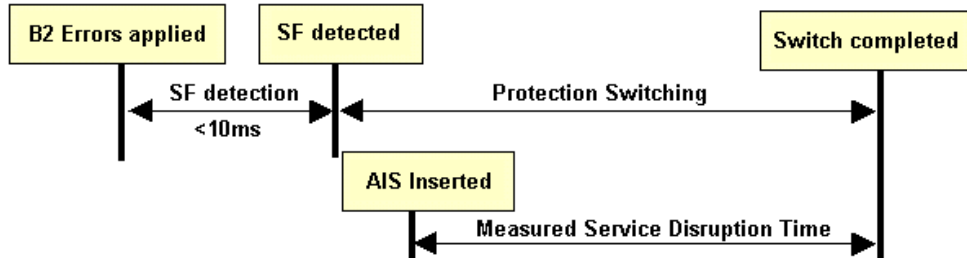 B2 Errors applied
SF detected
Switch completed
SF detection
<10ms
Protection Switching
AIS Inserted
Measured Service Disruption Time